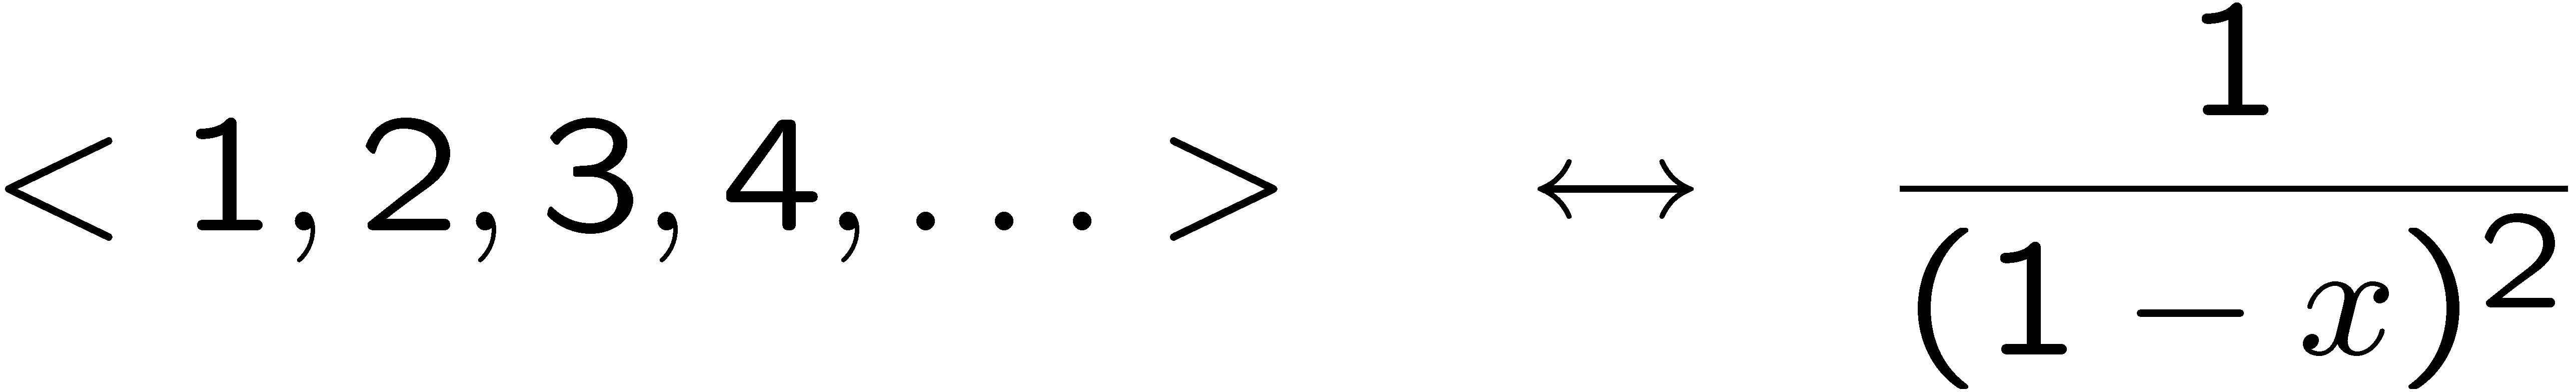 < 1, 2, 3, 4, . . . > ↔ 1/(1 − x)²